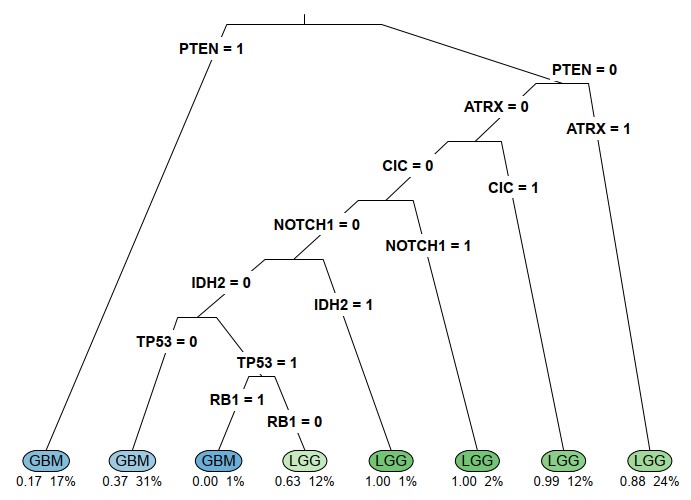 PTEN = 1
PTEN = 0
ATRX = 0
ATRX = 1
CIC = 0
CIC = 1
NOTCH1 = 0
NOTCH1 = 1
IDH2 = 0
IDH2 = 1
TP53 = 0
TP53 = 1
RB1 = 1
RB1 = 0
GBM GBM GBM LGG LGG LGG LGG LGG
0.17 17% 0.37 31% 0.00 1% 0.63 12% 1.00 1% 1.00 2% 0.99 12% 0.88 24%